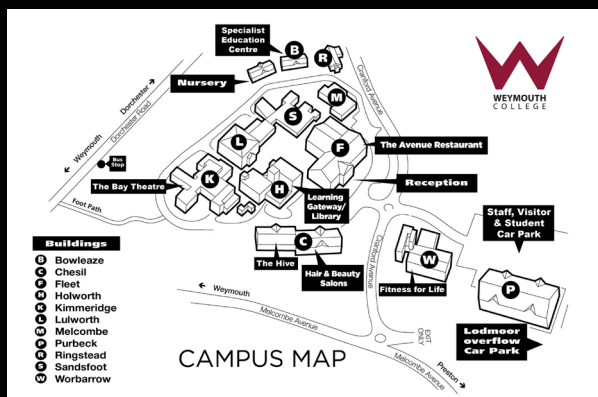 Specialist
Education
Centre
B
R
Nursery
Cranford Avenue
WEYMOUTH
COLLEGE
Dorchester
Dorchester Road
Weymouth
Bus
Stop
M
S
L
F
The Avenue Restaurant
The Bay Theatre
K
H
Learning
Gateway/
Library
Reception
Foot Path
Staff, Visitor
& Student
Car Park
C
The Hive
Hair & Beauty
Salons
Cranford Avenue
W
Fitness for Life
P
Buildings
B Bowleaze
C Chesil
F Fleet
H Holworth
K Kimmeridge
L Lulworth
M Melcombe
P Purbeck
R Ringstead
S Sandsfoot
W Worbarrow
Weymouth
Melcombe Avenue
EXIT
ONLY
Lodmoor
overflow
Car Park
Melcombe Avenue
Preston
CAMPUS MAP